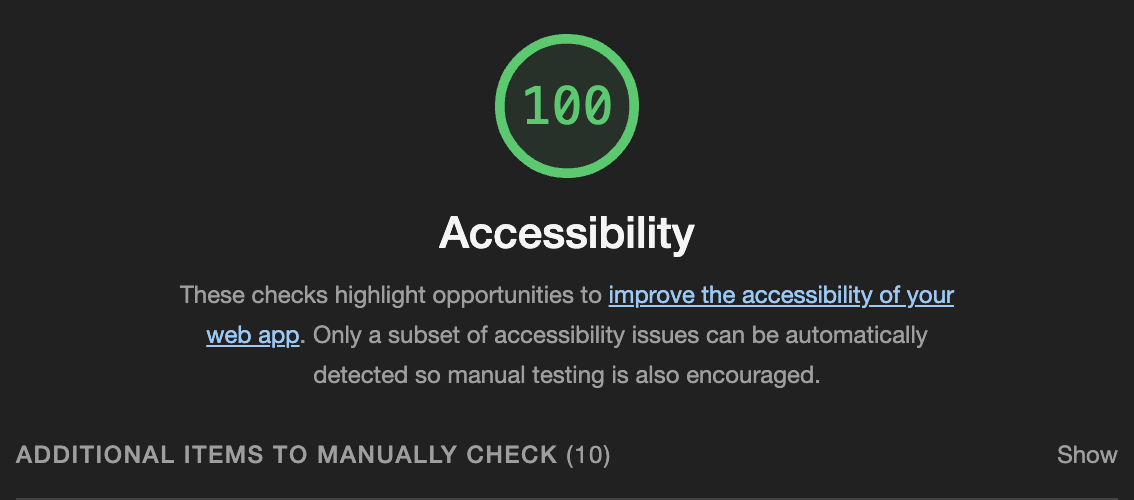 100
Accessibility
These checks highlight opportunities to improve the accessibility of your
web app. Only a subset of accessibility issues can be automatically
detected so manual testing is also encouraged.
ADDITIONAL ITEMS TO MANUALLY CHECK (10) Show